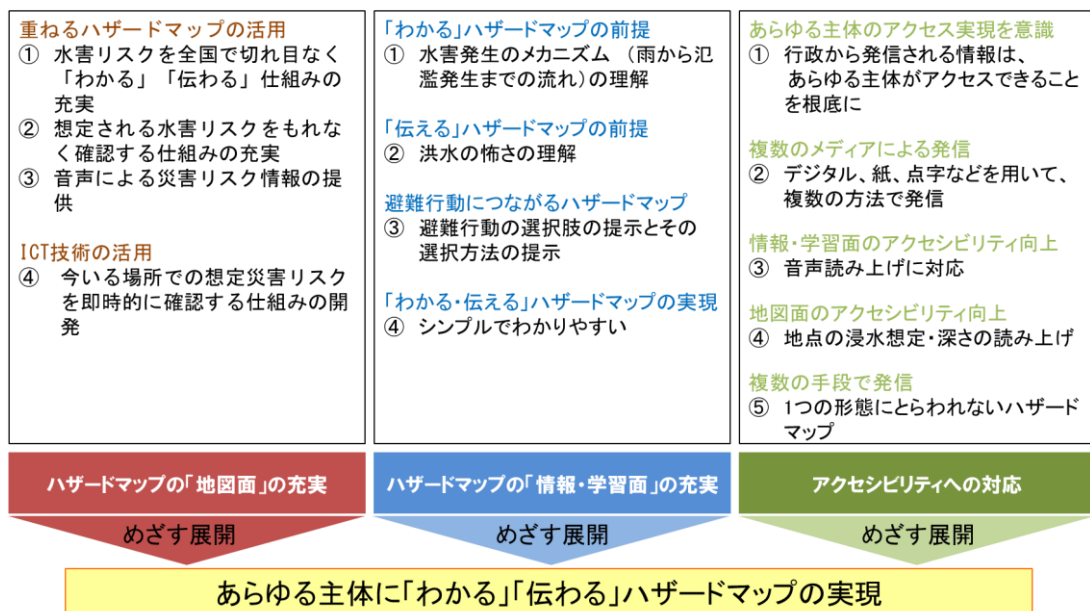 重ねるハザードマップの活用
① 水害リスクを全国で切れ目なく
「わかる」「伝わる」仕組みの
充実
② 想定される水害リスクをもれな
く確認する仕組みの充実
③ 音声による災害リスク情報の提
供
ICT技術の活用
④ 今いる場所での想定災害リスク
を即時的に確認する仕組みの開
発
ハザードマップの「地図面」の充実
めざす展開
「わかる」ハザードマップの前提
① 水害発生のメカニズム （雨から氾
濫発生までの流れ）の理解
「伝える」ハザードマップの前提
② 洪水の怖さの理解
避難行動につながるハザードマップ
③ 避難行動の選択肢の提示とその
選択方法の提示
「わかる・伝える」ハザードマップの実現
④ シンプルでわかりやすい
ハザードマップの「情報・学習面」の充実
めざす展開
あらゆる主体のアクセス実現を意識
① 行政から発信される情報は、
あらゆる主体がアクセスできること
を根底に
複数のメディアによる発信
② デジタル、紙、点字などを用いて、
複数の方法で発信
情報・学習面のアクセシビリティ向上
③ 音声読み上げに対応
地図面のアクセシビリティ向上
④ 地点の浸水想定・深さの読み上げ
複数の手段で発信
⑤ 1つの形態にとらわれないハザード
マップ
アクセシビリティへの対応
めざす展開
あらゆる主体に「わかる」「伝わる」ハザードマップの実現